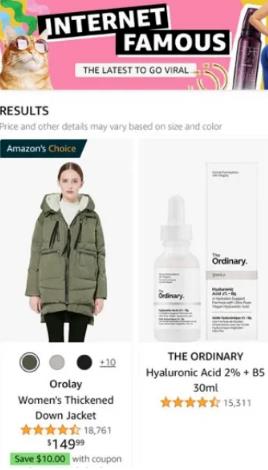 INTERNET
FAMOUS
THE LATEST TO GO VIRAL
RESULTS
Price and other details may vary based on size and color
Amazon's Choice
The
Ordinary.
The
Ordinary.
+10
Orolay
Women's Thickened
Down Jacket
18,761
$149⁹⁹
Save $10.00 with coupon
THE ORDINARY
Hyaluronic Acid 2% + B5
30ml
15,311